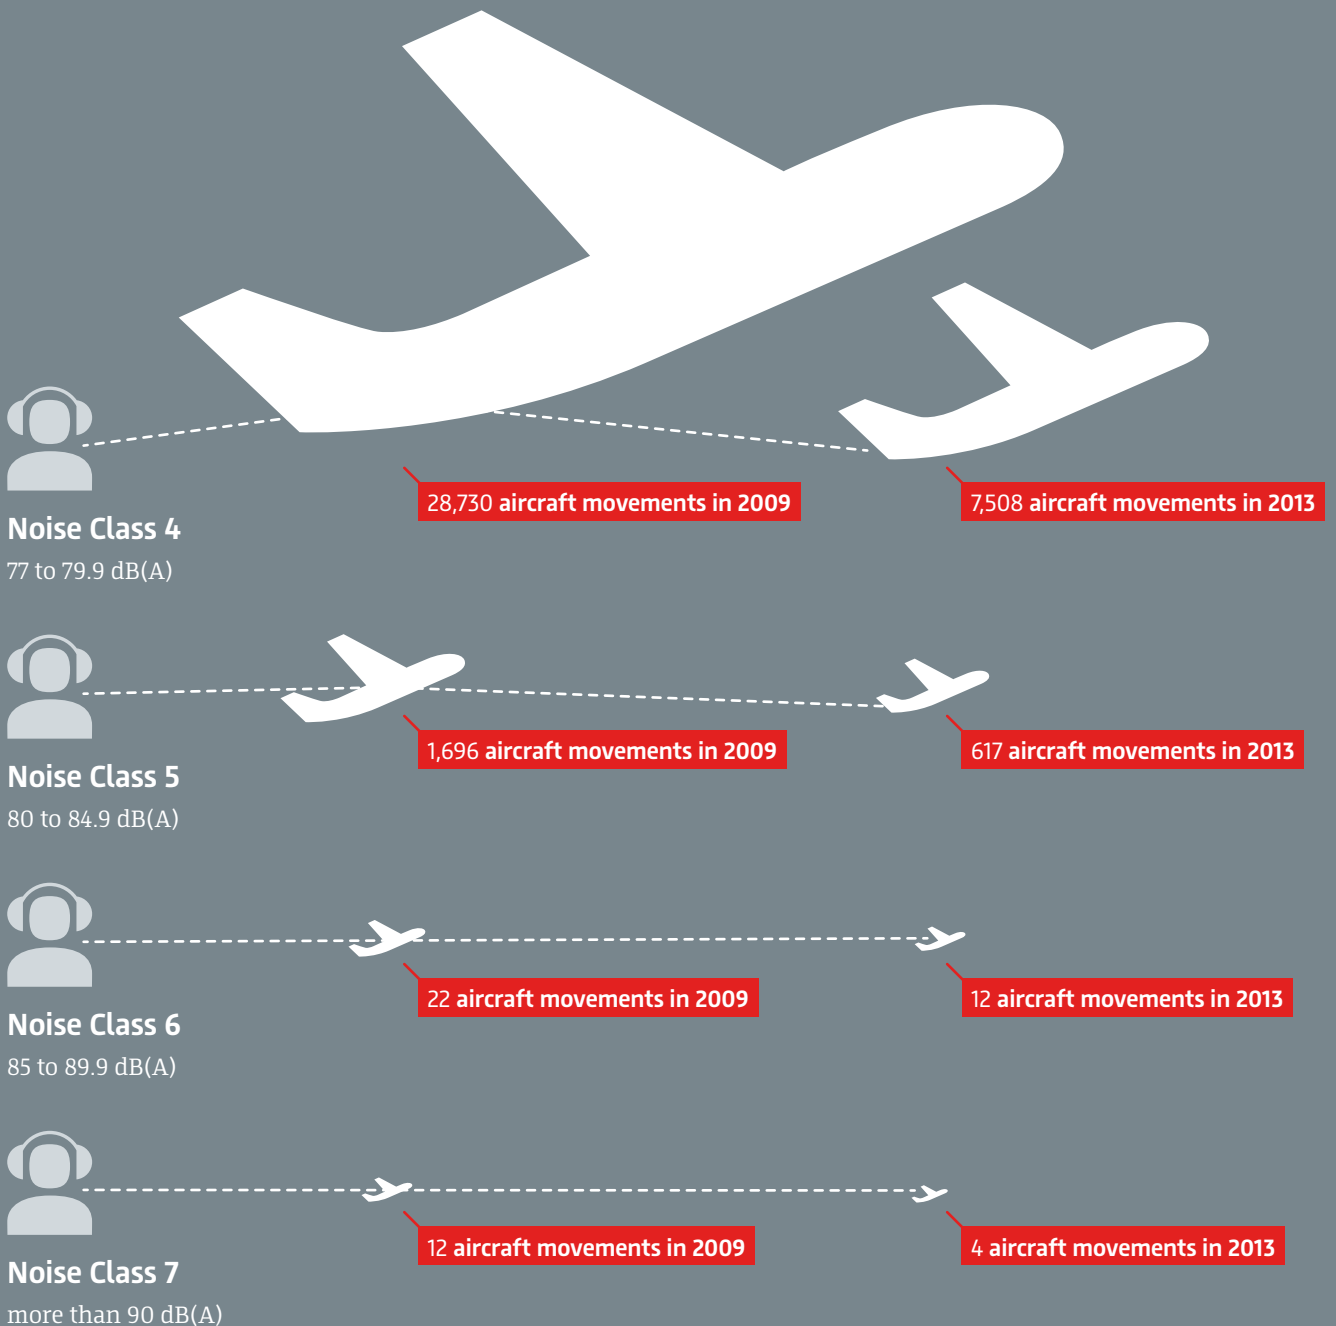 28,730 aircraft movements in 2009
7,508 aircraft movements in 2013
Noise Class 4
77 to 79.9 dB(A)
1,696 aircraft movements in 2009
617 aircraft movements in 2013
Noise Class 5
80 to 84.9 dB(A)
22 aircraft movements in 2009
12 aircraft movements in 2013
Noise Class 6
85 to 89.9 dB(A)
12 aircraft movements in 2009
4 aircraft movements in 2013
Noise Class 7
more than 90 dB(A)